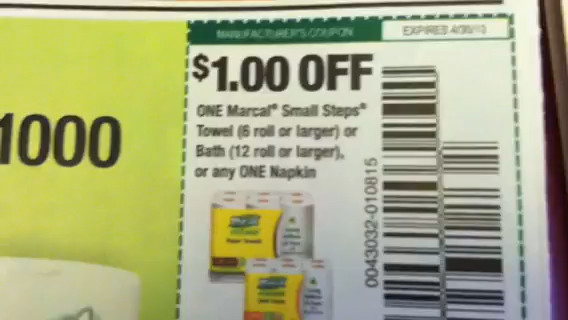 1000
MANUFACTURER'S COUPON
EXPIRES 4/30/10
$1.00 OFF
ONE Marcal® Small Steps®
Towel (6 roll or larger) or
Bath (12 roll or larger),
or any ONE Napkin
0043032-010815